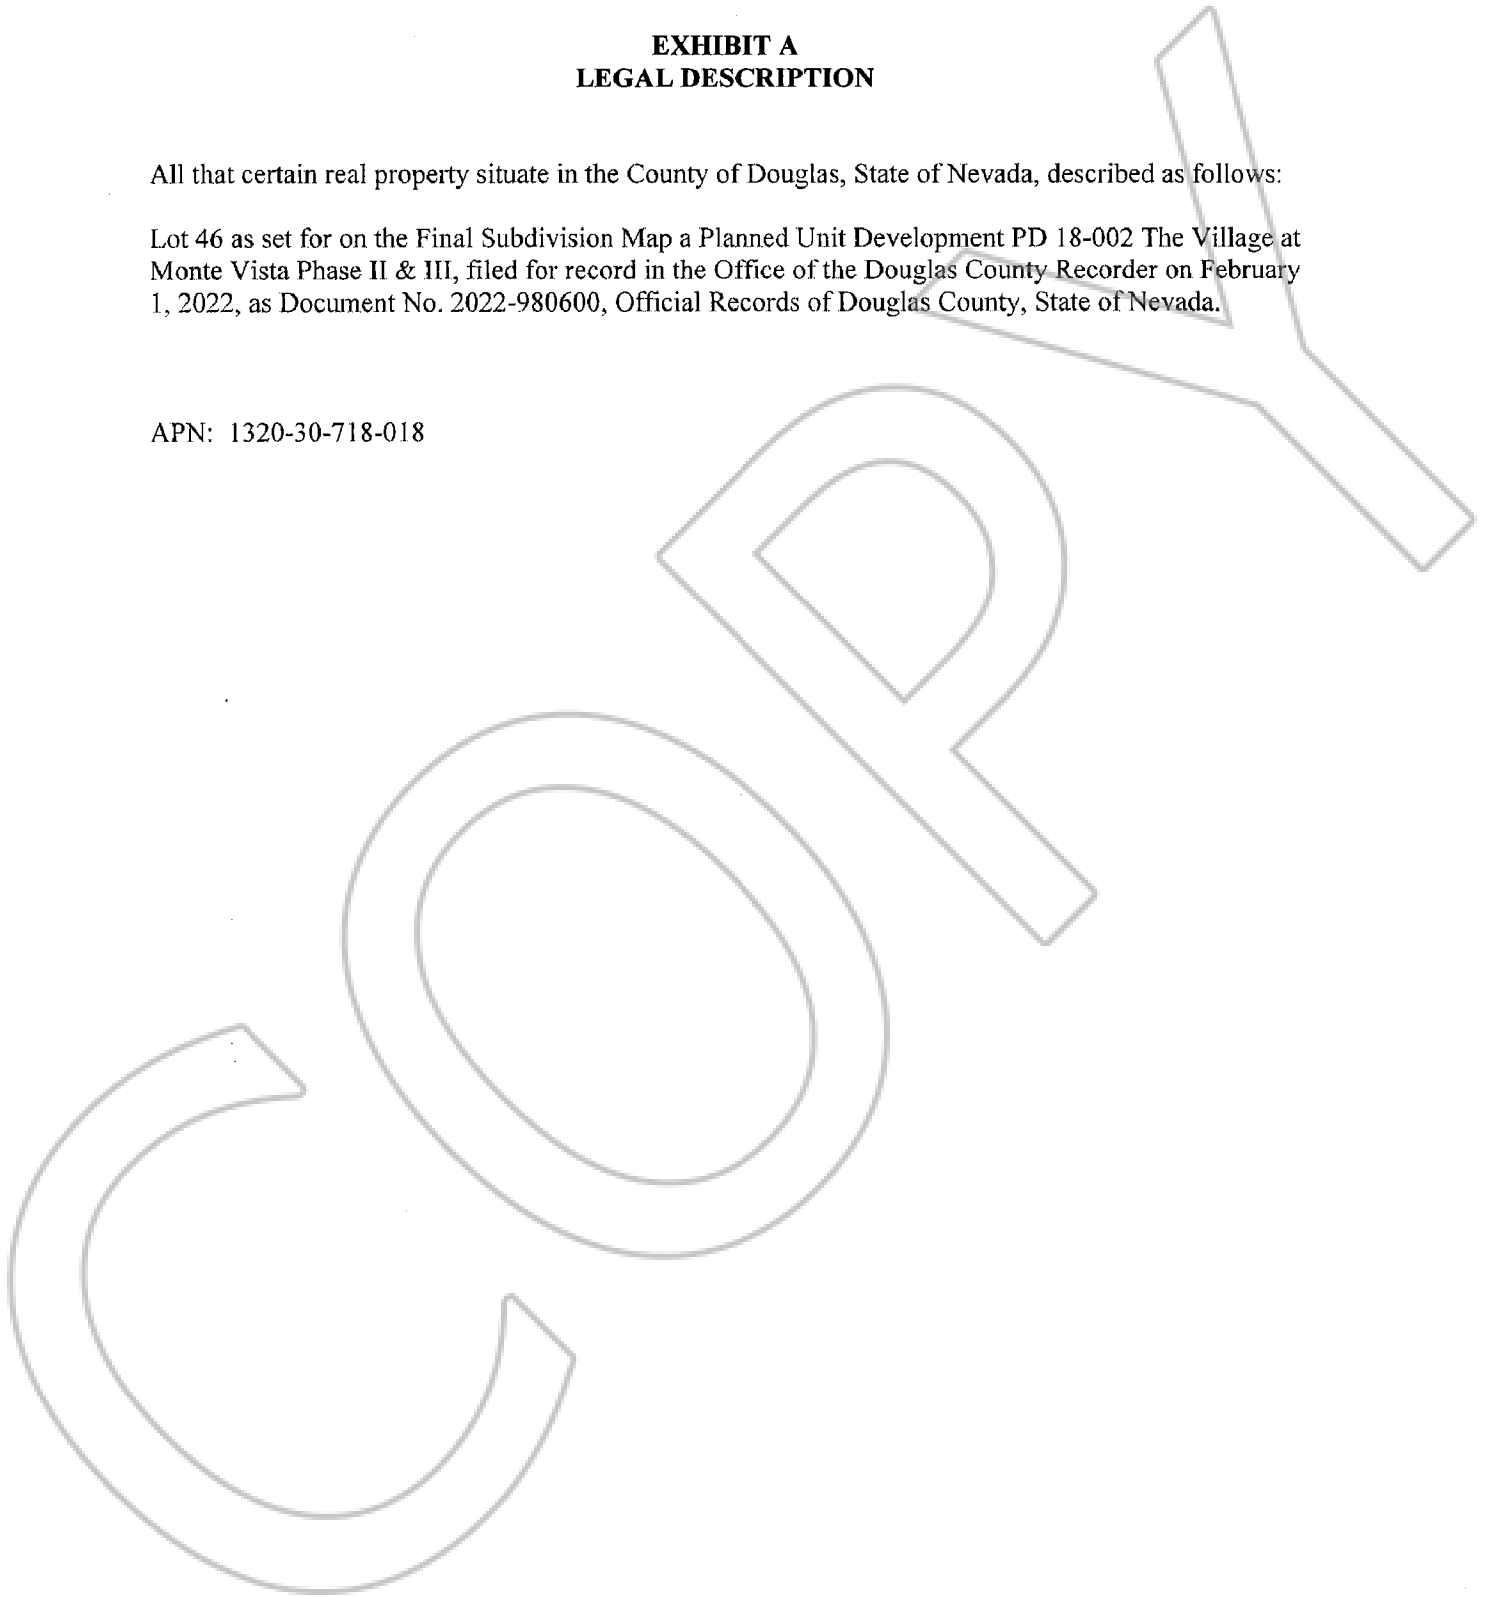 EXHIBIT A
LEGAL DESCRIPTION
All that certain real property situate in the County of Douglas, State of Nevada, described as follows:
Lot 46 as set for on the Final Subdivision Map a Planned Unit Development PD 18-002 The Village at
Monte Vista Phase II & III, filed for record in the Office of the Douglas County Recorder on February
1, 2022, as Document No. 2022-980600, Official Records of Douglas County, State of Nevada.
APN: 1320-30-718-018
COPY